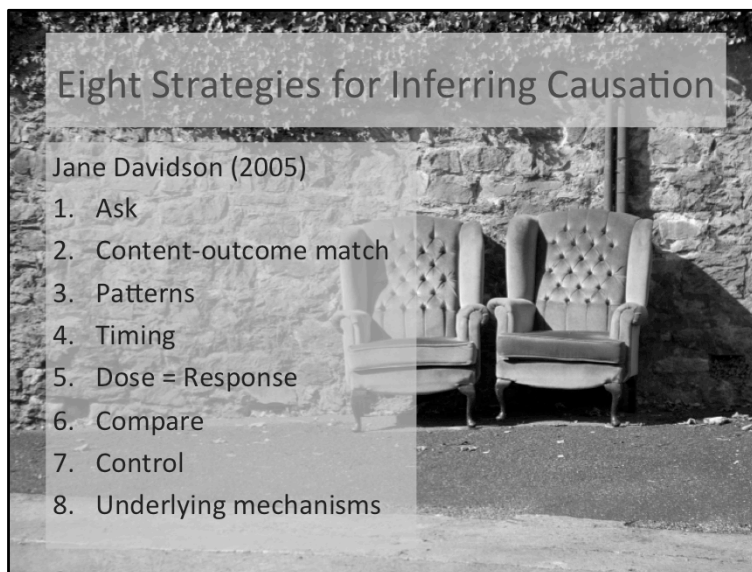 Eight Strategies for Inferring Causation
Jane Davidson (2005)
1. Ask
2. Content-outcome match
3. Patterns
4. Timing
5. Dose = Response
6. Compare
7. Control
8. Underlying mechanisms